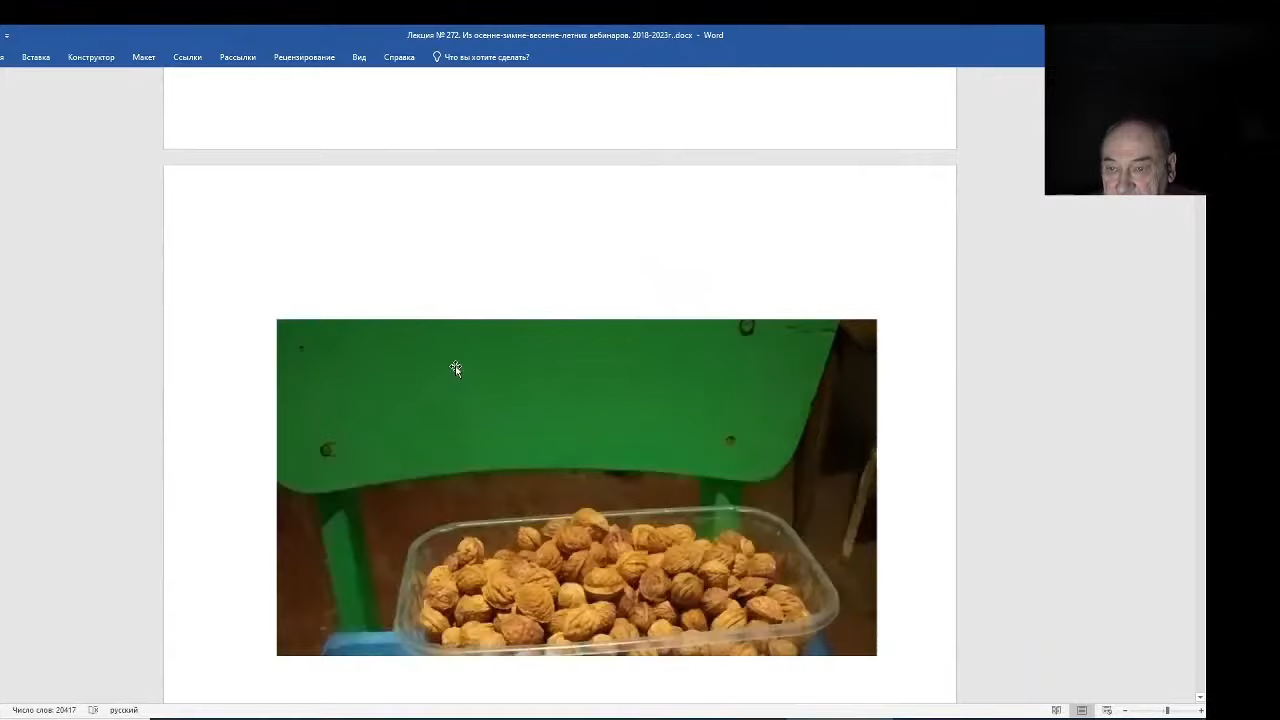 Лекция № 272. Из осенне-зимне-весенне-летних вебинаров. 2018-2023г..docx - Word
я Вставка Конструктор Макет Ссылки Рассылки Рецензирование Вид Справка Что вы хотите сделать?
Число слов: 20417 русский